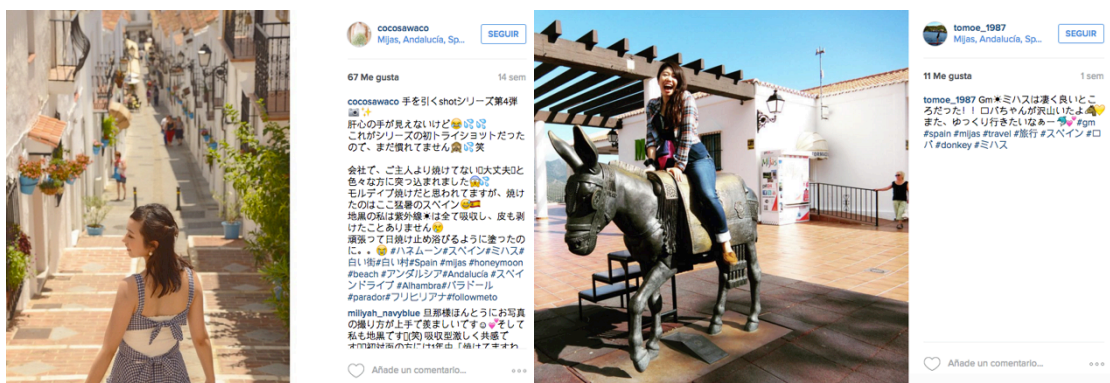 cocosawaco
Mijas, Andalucía, Sp...
SEGUIR
67 Me gusta
14 sem
cocosawaco 手を引くshotシリーズ第4弾
📷✨
肝心の手が見えないけど😂💦💦
これがシリーズの初トライショットだった
ので、まだ慣れてません🙈💦笑
会社で、ご主人より焼けてない大丈夫と
色々な方に突っ込まれました😱💦
モルディブ焼けだと思われてますが、焼け
たのはここ猛暑のスペイン😑🇪🇸
地黒の私は紫外線☀は全て吸収し、皮も剥
けたことありません😢
頑張って日焼け止め浴びるように塗ったの
に。。😂 #ハネムーン#スペイン#ミハス#
白い街#白い村#Spain #mijas #honeymoon
#beach #アンダルシア#Andalucía #スペイ
ンドライブ #Alhambra#パラドール
#parador#フリヒリアナ#followmeto
miliyah_navyblue 旦那様ほんとうにお写真
の撮り方が上手で羨ましいです☺💕そして
私も地黒です(笑) 吸収型激しく共感で
Añade un comentario...
tomoe_1987
Mijas, Andalucía, Sp...
SEGUIR
11 Me gusta
1 sem
tomoe_1987 Gm☀ミハスは凄く良いとこ
ろだった！！ロバちゃんが沢山いたよ🐴💛
また、ゆっくり行きたいなぁー🐬💕#gm
#spain #mijas #travel #旅行 #スペイン #ロ
バ #donkey #ミハス
Añade un comentario...